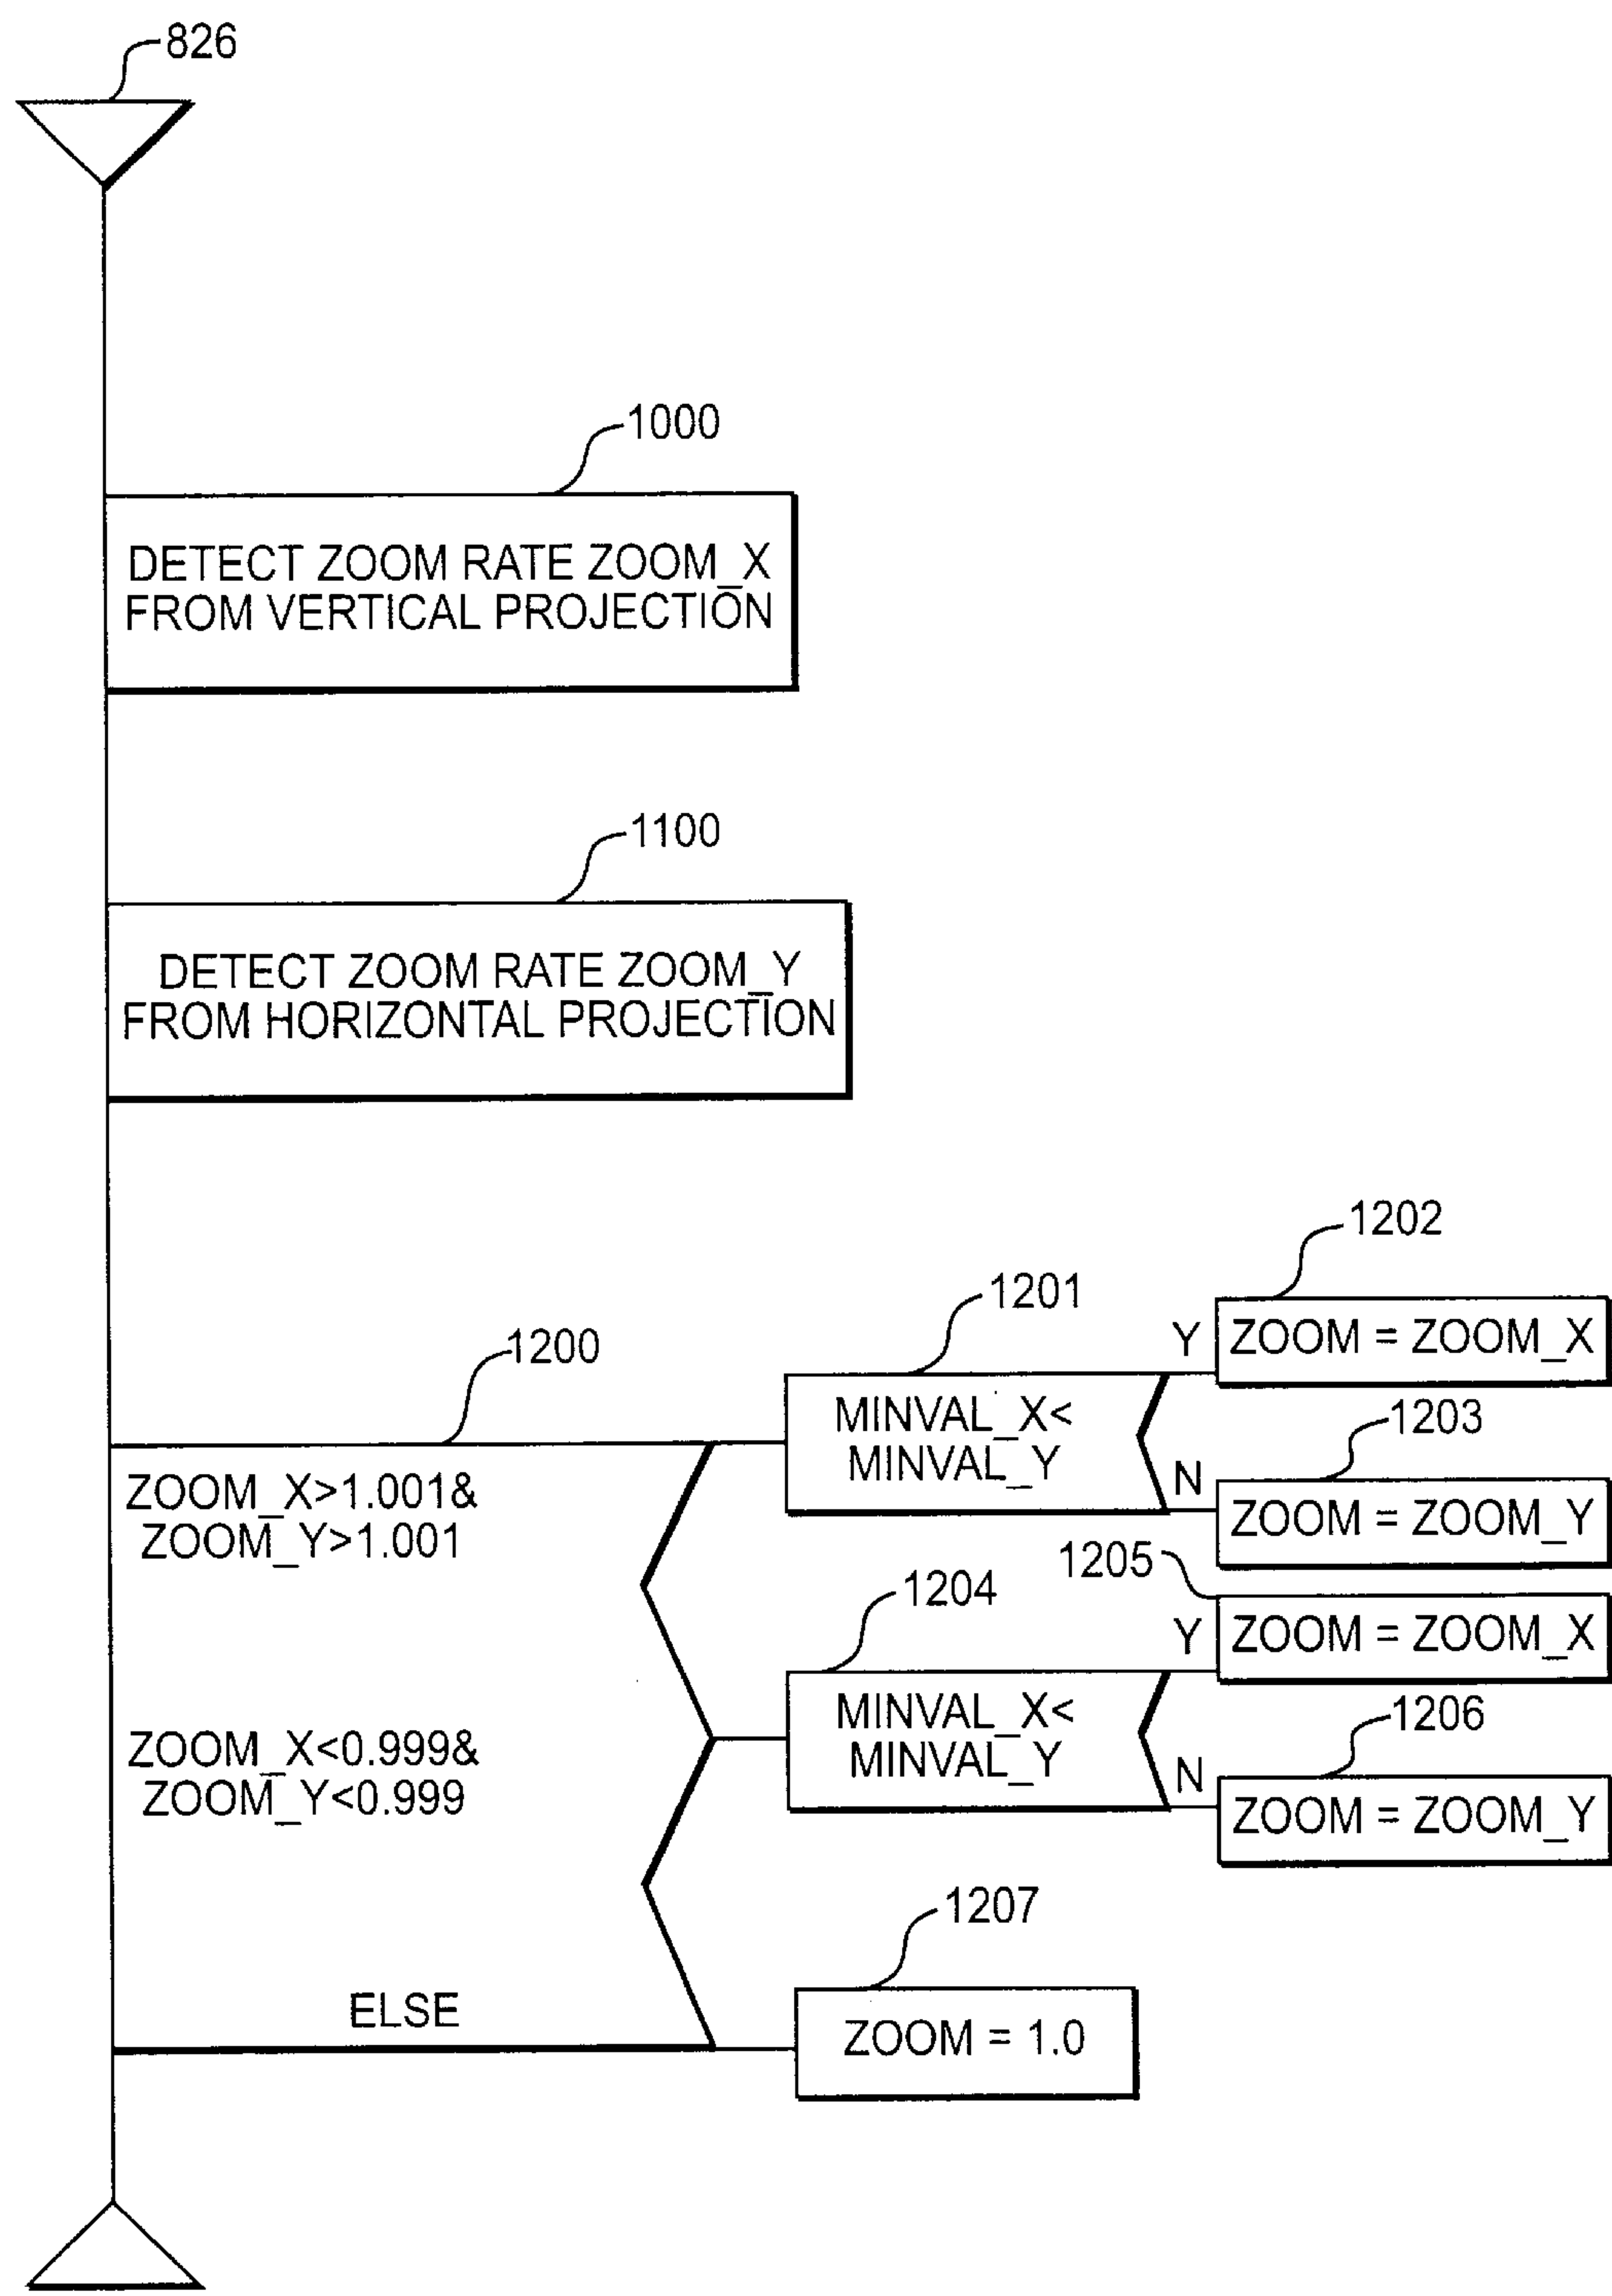 826
1000
DETECT ZOOM RATE ZOOM_X
FROM VERTICAL PROJECTION
1100
DETECT ZOOM RATE ZOOM_Y
FROM HORIZONTAL PROJECTION
1200
ZOOM_X>1.001&
ZOOM_Y>1.001
1201
MINVAL_X<
MINVAL_Y
Y
1202
ZOOM = ZOOM_X
N
1203
ZOOM = ZOOM_Y
ZOOM_X<0.999&
ZOOM_Y<0.999
1204
MINVAL_X<
MINVAL_Y
1205
Y
ZOOM = ZOOM_X
N
1206
ZOOM = ZOOM_Y
ELSE
1207
ZOOM = 1.0